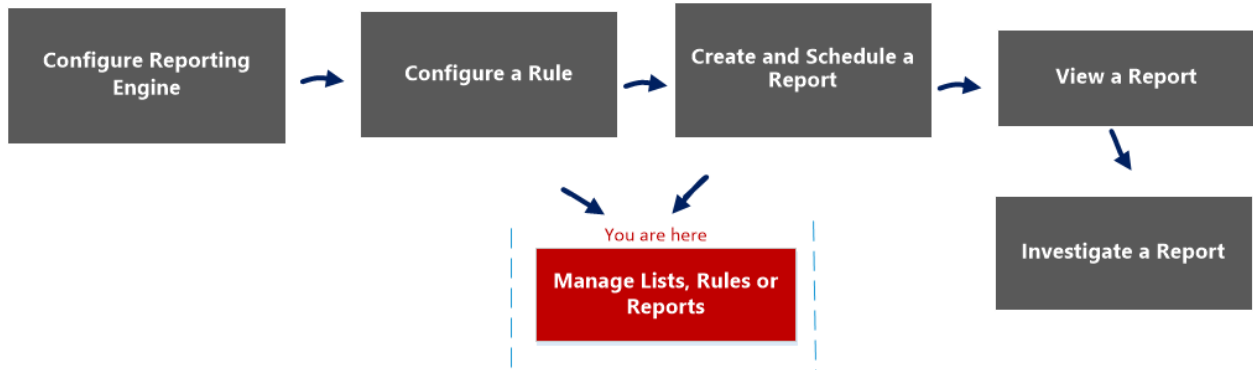 Configure Reporting
Engine
Configure a Rule
Create and Schedule a
Report
View a Report
You are here
Manage Lists, Rules or
Reports
Investigate a Report